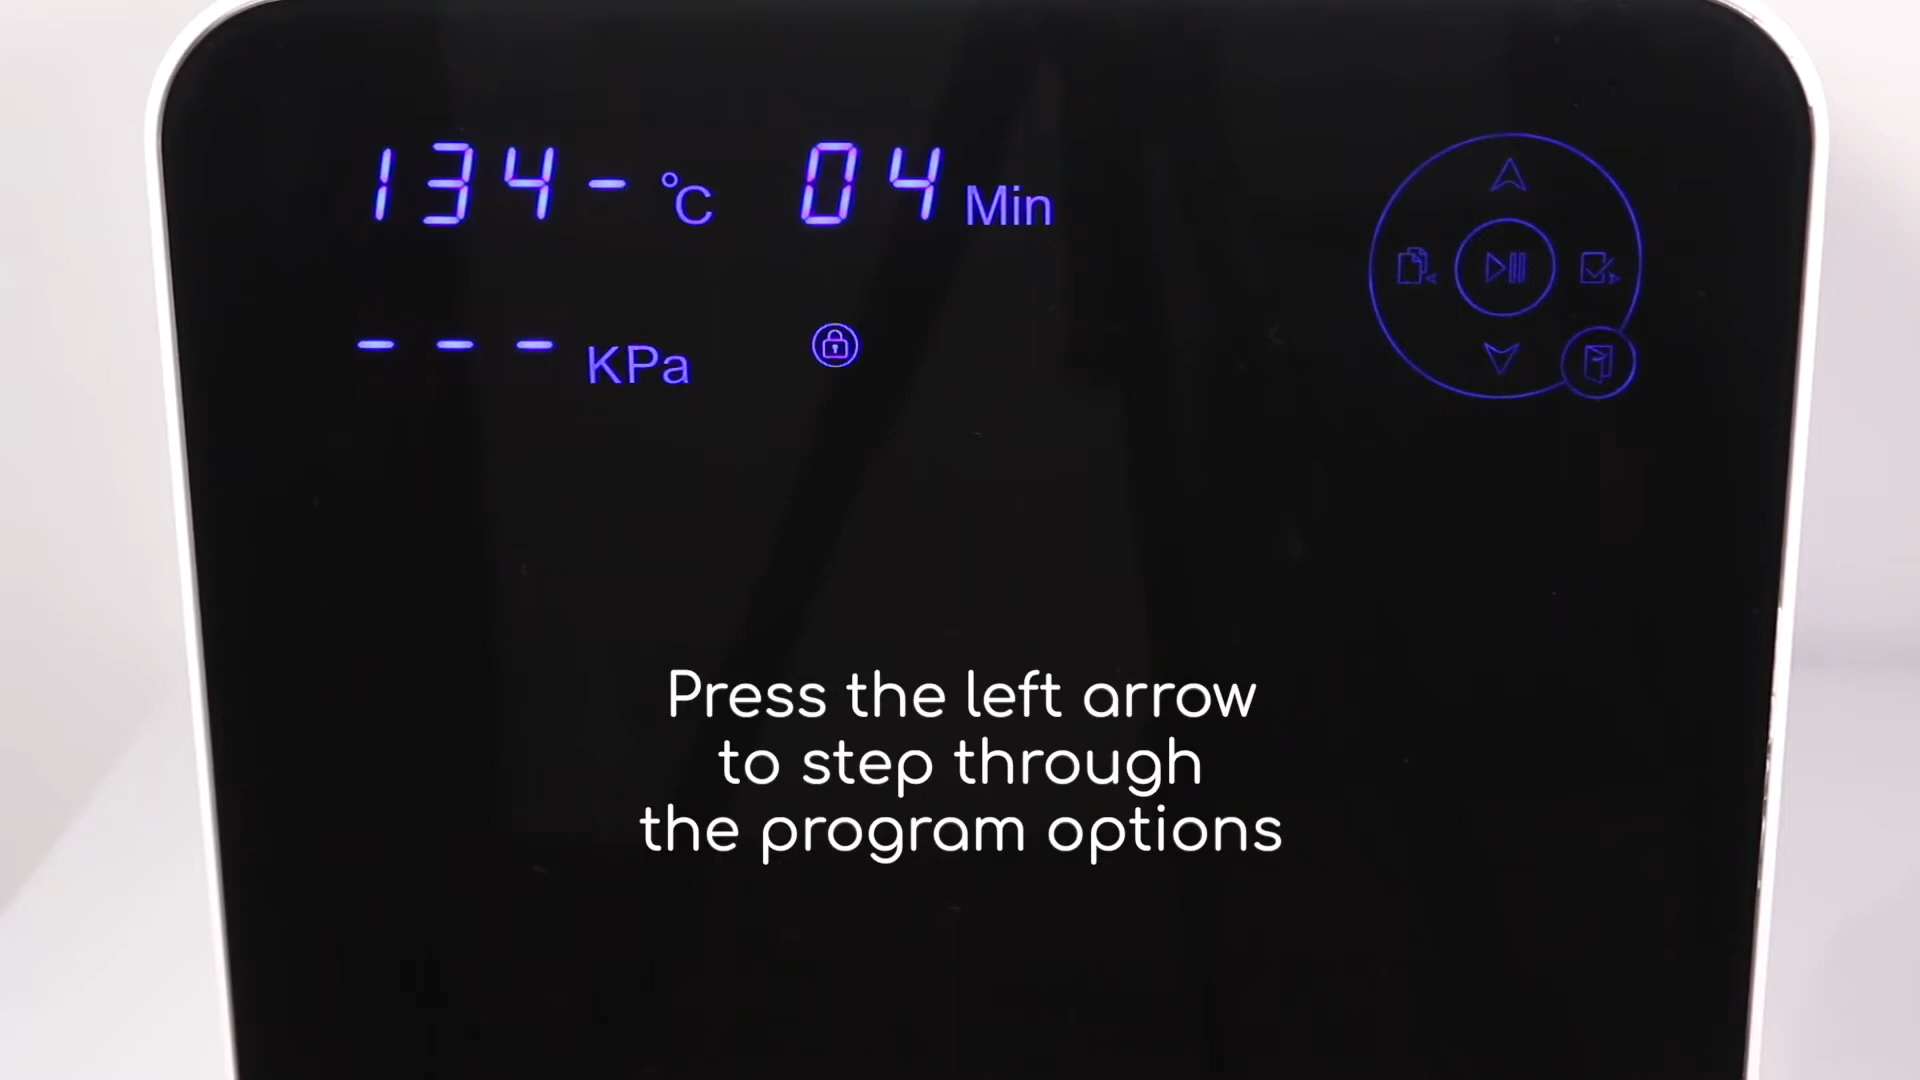 134- °C 04 Min
--- KPa
Press the left arrow
to step through
the program options